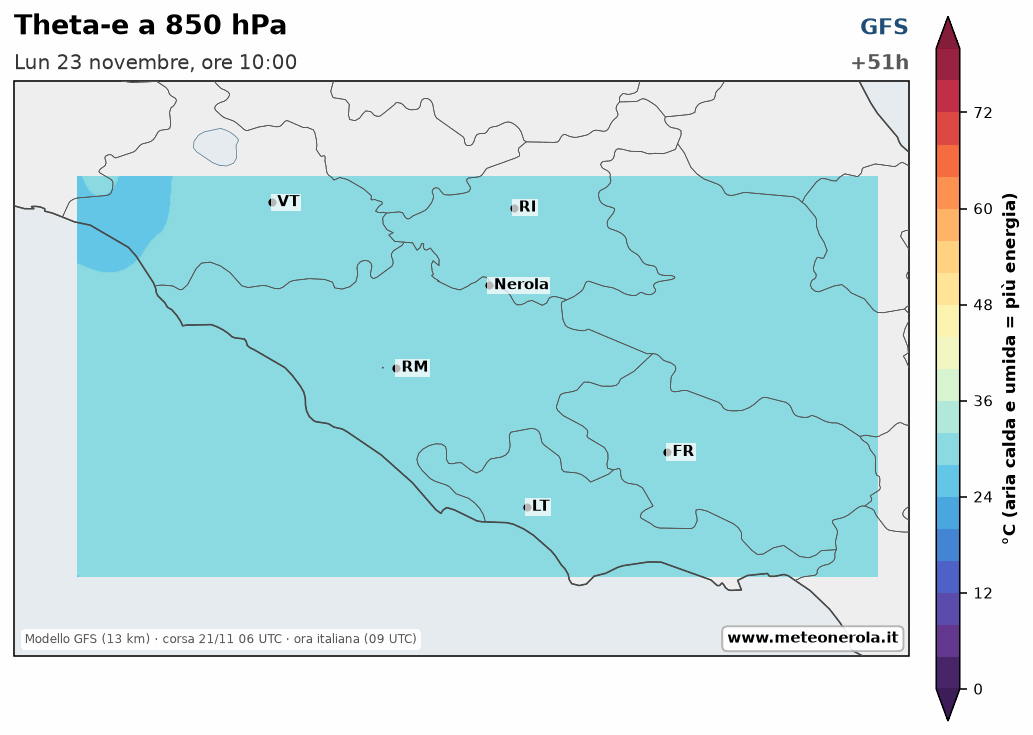 Theta-e a 850 hPa
GFS
Lun 23 novembre, ore 10:00
+51h
VT
RI
Nerola
RM
FR
LT
72
60
48
36
24
12
0
°C (aria calda e umida = più energia)
Modello GFS (13 km) · corsa 21/11 06 UTC · ora italiana (09 UTC)
www.meteonerola.it